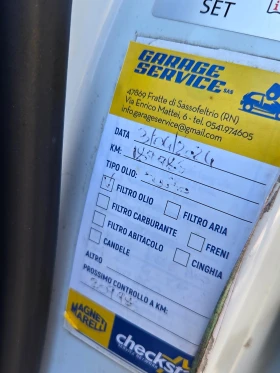 SET
GARAGE
SERVICE SAS
47869 Fratte di Sassofeltrio (RN)
Via Enrico Mattei, 6 - tel. 0541.974605
info.garageservice@gmail.com
DATA
KM:
TIPO OLIO:
FILTRO OLIO
FILTRO ARIA
FILTRO CARBURANTE
FRENI
FILTRO ABITACOLO
CINGHIA
CANDELE
ALTRO
PROSSIMO CONTROLLO A KM:
MAGNETI
MARELLI
checkstar